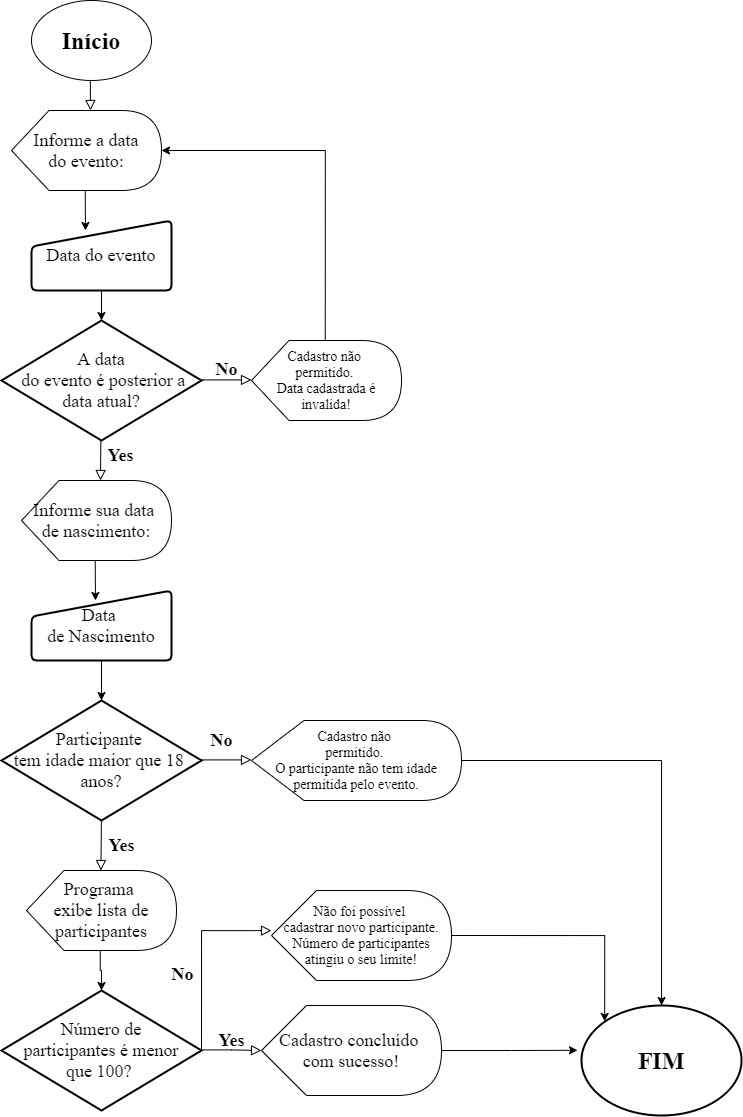 Início
Informe a data
do evento:
Data do evento
A data
do evento é posterior a
data atual?
No
Cadastro não
permitido.
Data cadastrada é
invalida!
Yes
Informe sua data
de nascimento:
Data
de Nascimento
Participante
tem idade maior que 18
anos?
No
Cadastro não
permitido.
O participante não tem idade
permitida pelo evento.
Yes
Programa
exibe lista de
participantes
No
Não foi possível
cadastrar novo participante.
Número de participantes
atingiu o seu limite!
Número de
participantes é menor
que 100?
Yes
Cadastro concluído
com sucesso!
FIM